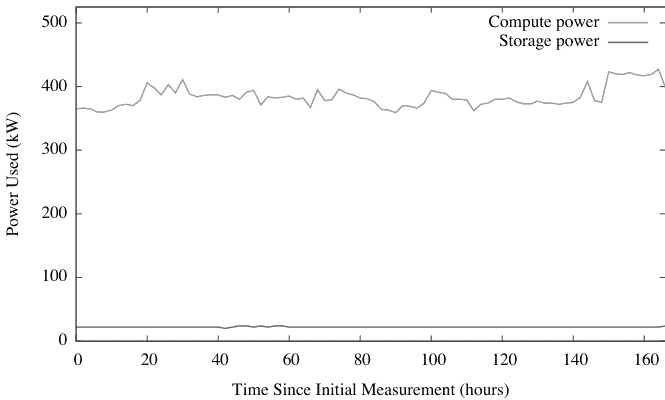 500
400
300
200
100
0
Power Used (kW)
Compute power
Storage power
0 20 40 60 80 100 120 140 160
Time Since Initial Measurement (hours)